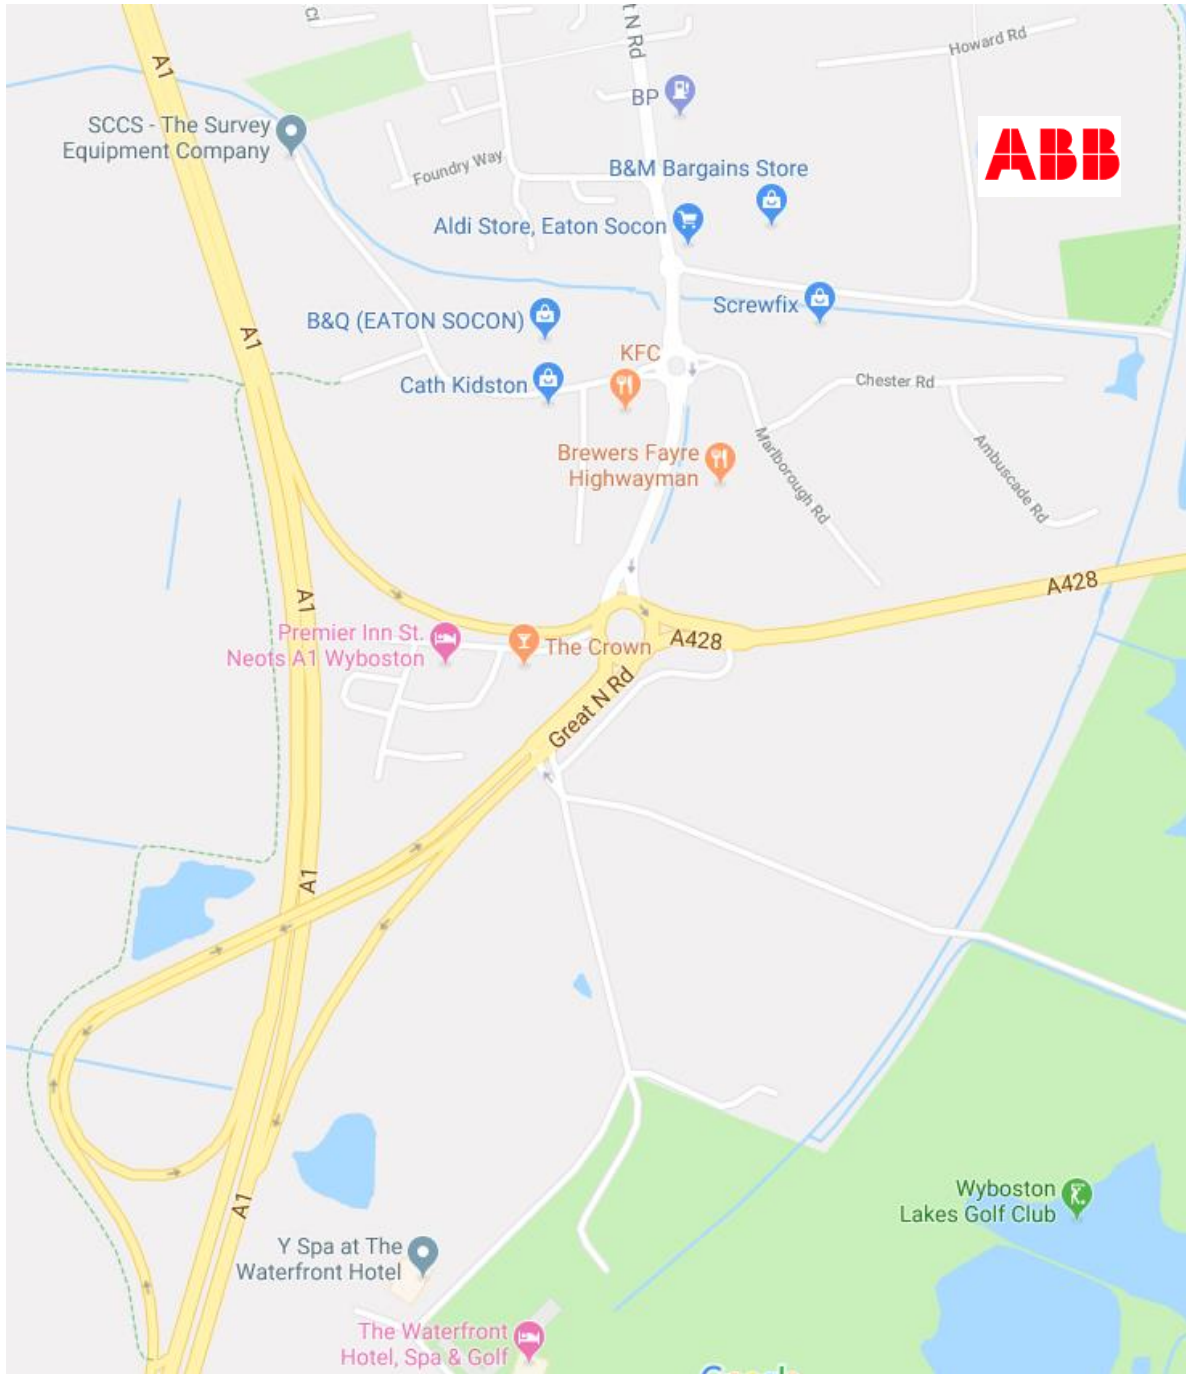 Cl
A1
t N Rd
Howard Rd
BP
SCCS - The Survey
Equipment Company
ABB
Foundry Way
B&M Bargains Store
Aldi Store, Eaton Socon
Screwfix
B&Q (EATON SOCON)
A1
KFC
Cath Kidston
Chester Rd
Brewers Fayre
Highwayman
Marlborough Rd
Ambuscade Rd
A1
A428
Premier Inn St.
Neots A1 Wyboston
The Crown
A428
Great N Rd
A1
A1
Wyboston
Lakes Golf Club
Y Spa at The
Waterfront Hotel
The Waterfront
Hotel, Spa & Golf